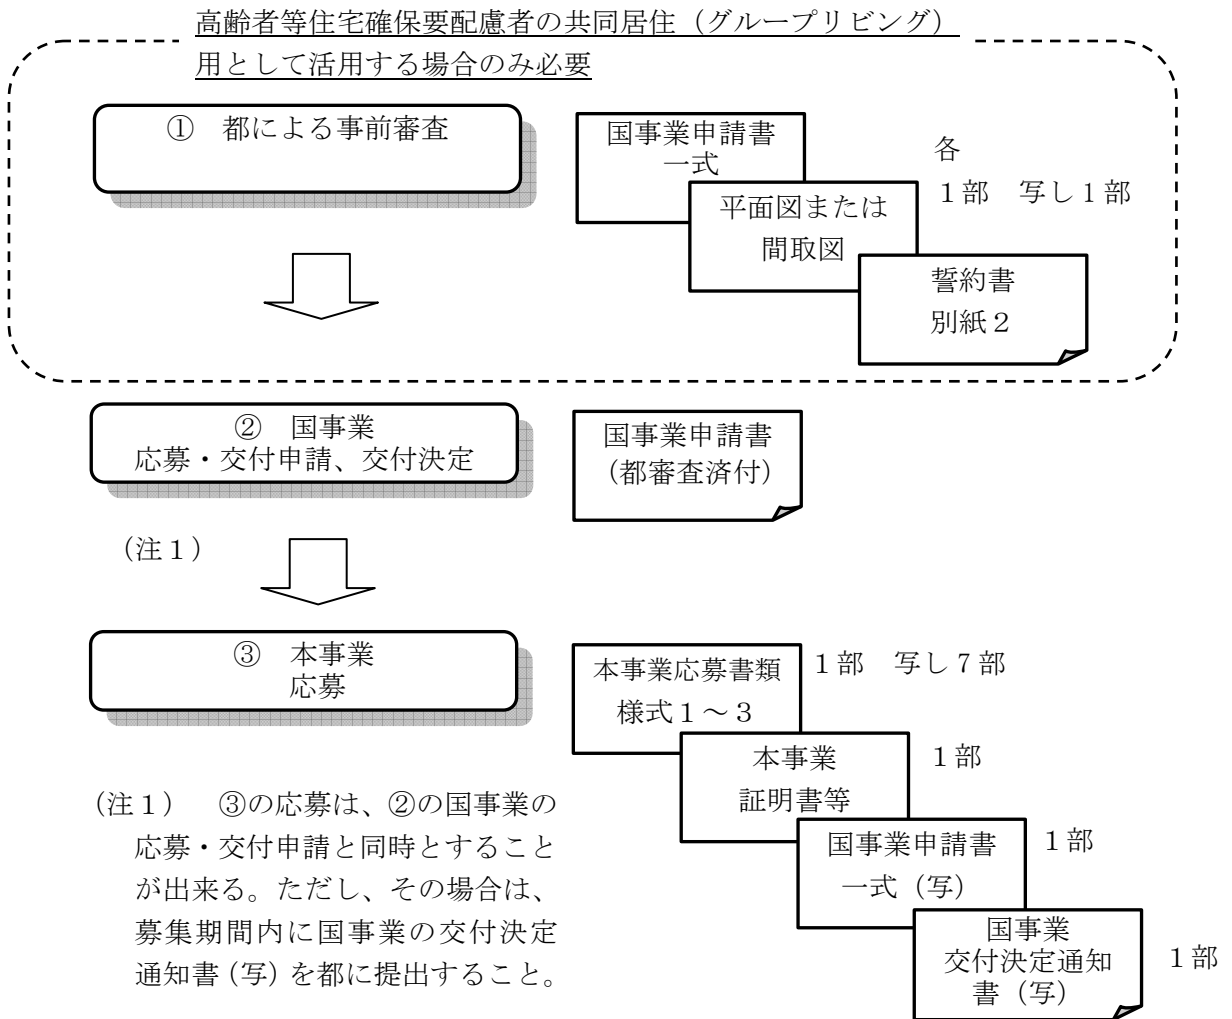 高齢者等住宅確保要配慮者の共同居住（グループリビング）
用として活用する場合のみ必要
①　都による事前審査
国事業申請書
一式
平面図または
間取図
誓約書
別紙２
各
１部　写し１部
②　国事業
応募・交付申請、交付決定
国事業申請書
（都審査済付）
（注１）
③　本事業
応募
本事業応募書類
様式１～３
１部　写し７部
本事業
証明書等
１部
国事業申請書
一式（写）
１部
国事業
交付決定通知
書（写）
１部
（注１）　③の応募は、②の国事業の
応募・交付申請と同時とすること
が出来る。ただし、その場合は、
募集期間内に国事業の交付決定
通知書（写）を都に提出すること。